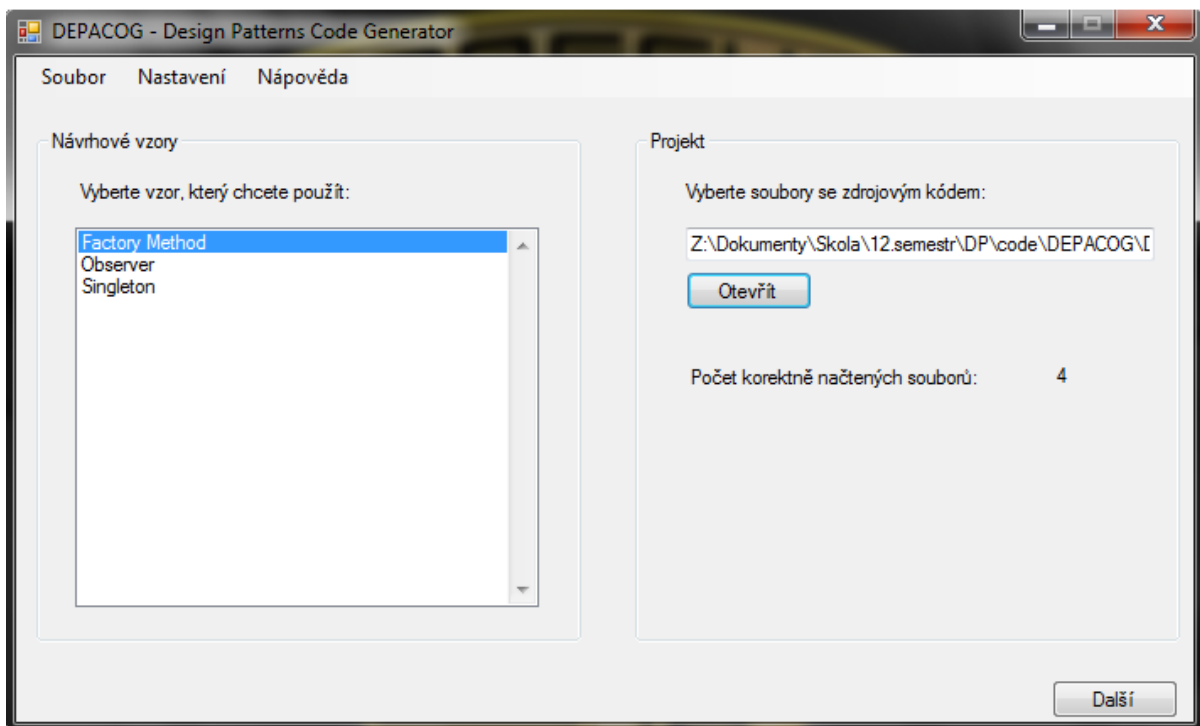 DEPACOG - Design Patterns Code Generator
Soubor Nastavení Nápověda
Návrhové vzory
Vyberte vzor, který chcete použít:
Factory Method
Observer
Singleton
Projekt
Vyberte soubory se zdrojovým kódem:
Z:\Dokumenty\Skola\12.semestr\DP\code\DEPACOG\D
Otevřít
Počet korektně načtených souborů: 4
Další